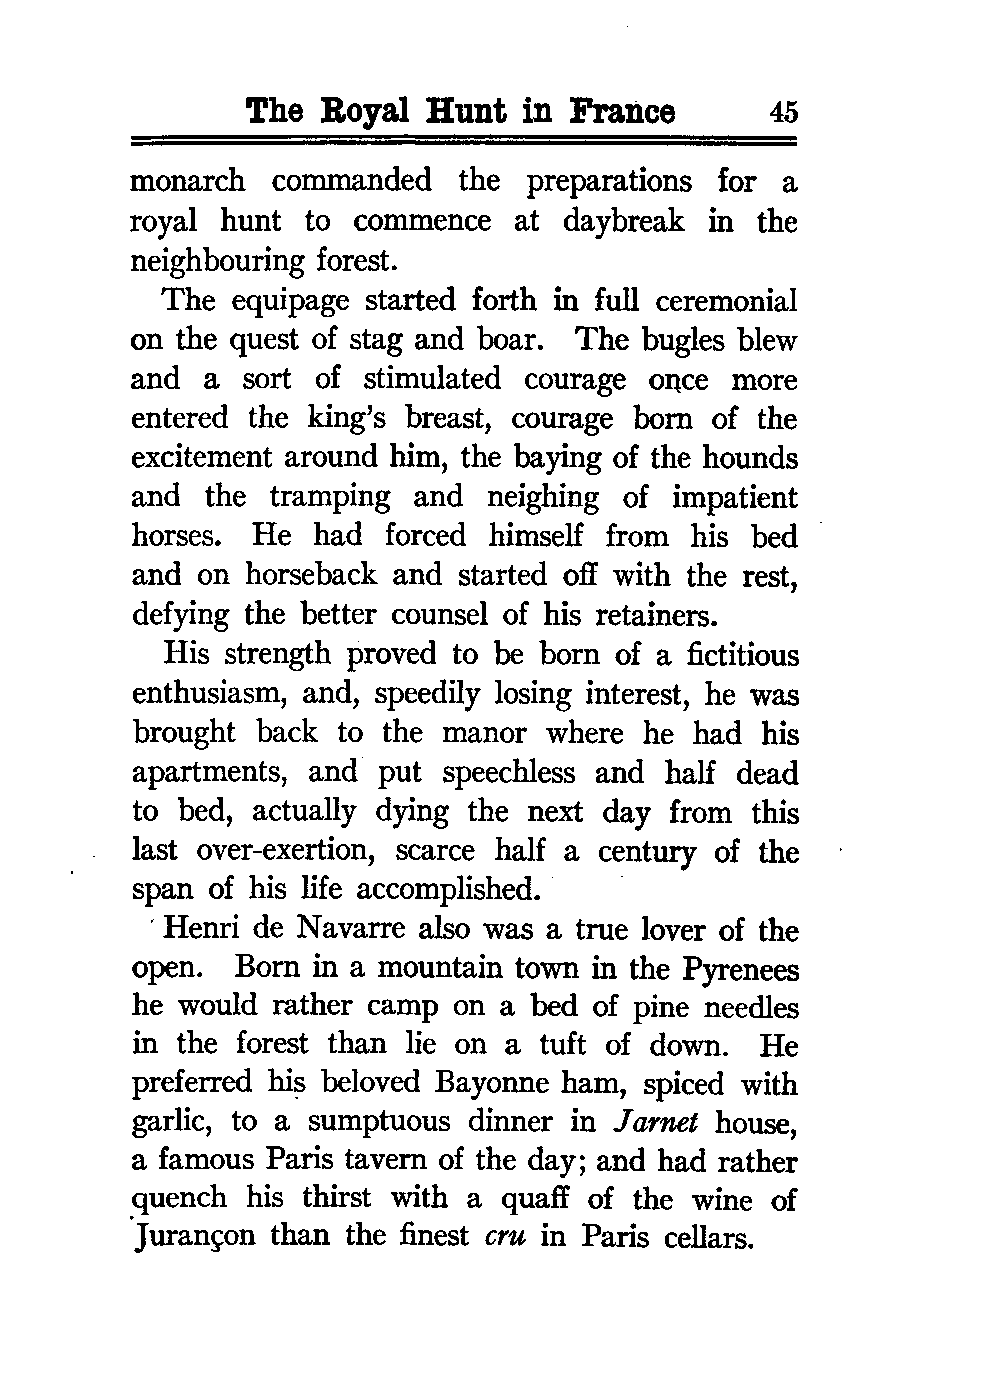 The Royal Hunt in France 45
monarch commanded the preparations for a
royal hunt to commence at daybreak in the
neighbouring forest.
The equipage started forth in full ceremonial
on the quest of stag and boar. The bugles blew
and a sort of stimulated courage once more
entered the king's breast, courage born of the
excitement around him, the baying of the hounds
and the tramping and neighing of impatient
horses. He had forced himself from his bed
and on horseback and started off with the rest,
defying the better counsel of his retainers.
His strength proved to be born of a fictitious
enthusiasm, and, speedily losing interest, he was
brought back to the manor where he had his
apartments, and put speechless and half dead
to bed, actually dying the next day from this
last over-exertion, scarce half a century of the
span of his life accomplished.
Henri de Navarre also was a true lover of the
open. Born in a mountain town in the Pyrenees
he would rather camp on a bed of pine needles
in the forest than lie on a tuft of down. He
preferred his beloved Bayonne ham, spiced with
garlic, to a sumptuous dinner in Jarnet house,
a famous Paris tavern of the day; and had rather
quench his thirst with a quaff of the wine of
Jurançon than the finest cru in Paris cellars.